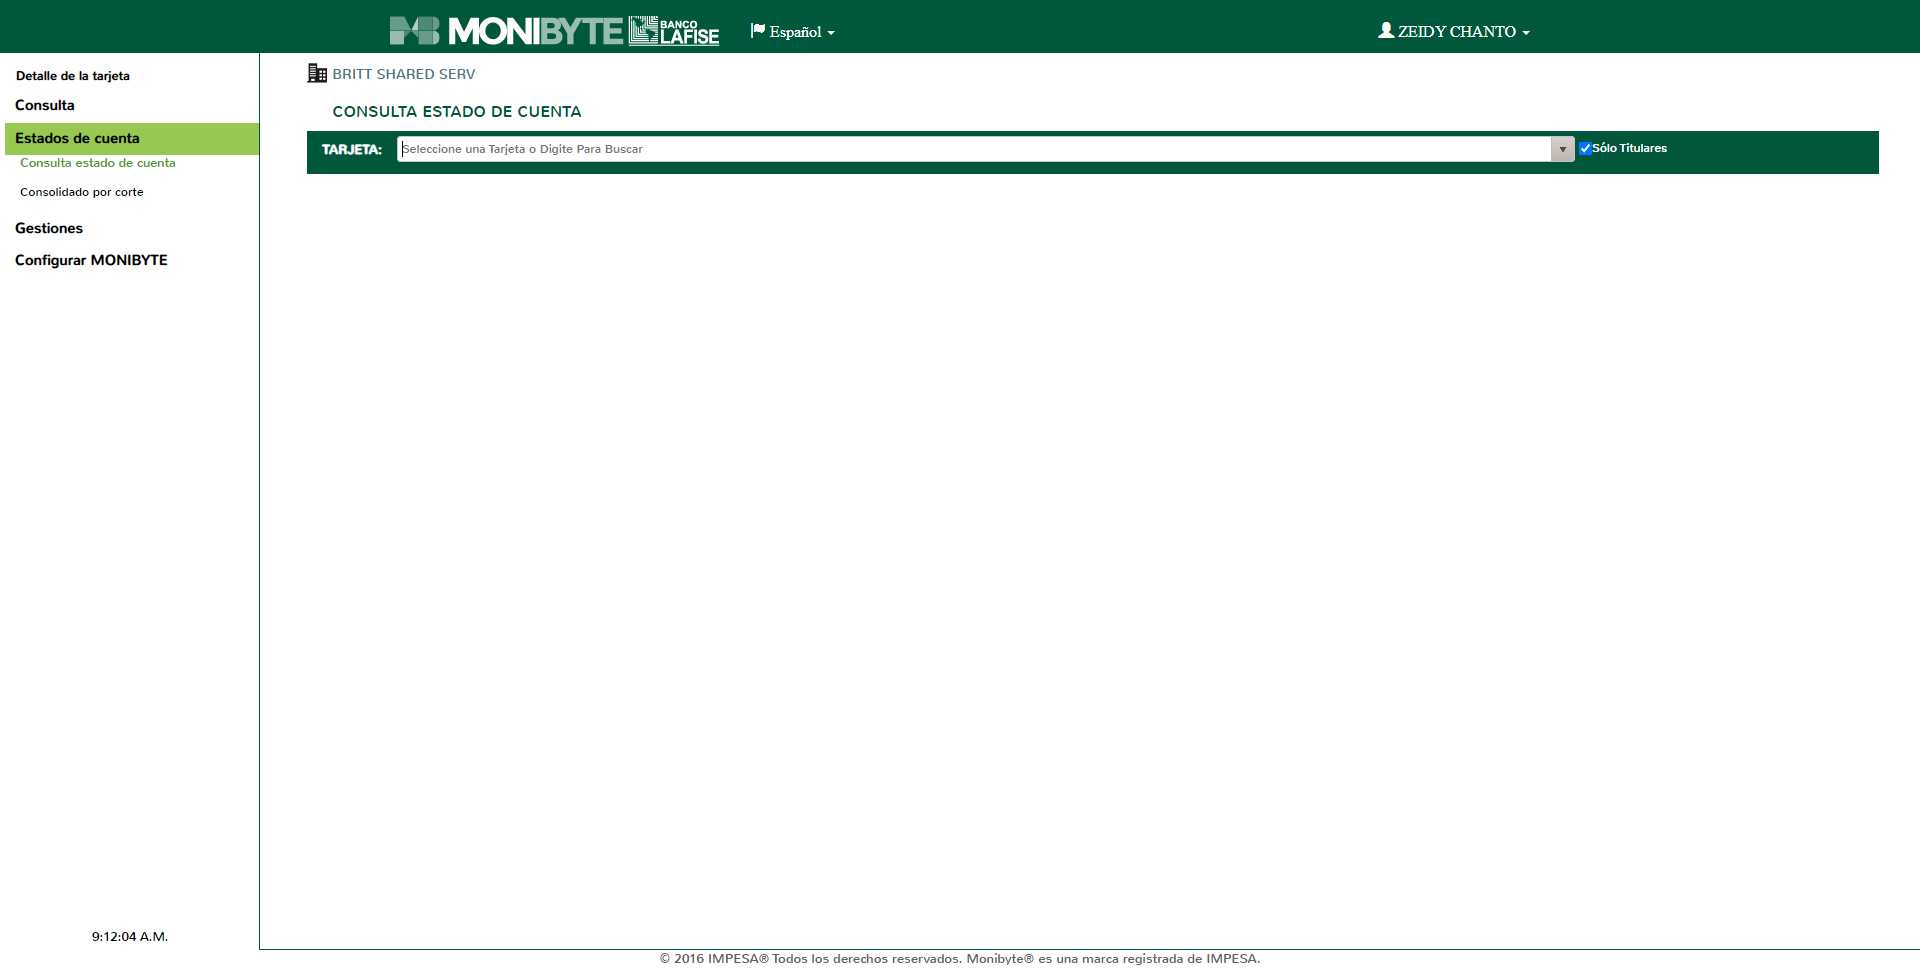 MB MONIBYTE BANCO LAFISE
Español
ZEIDY CHANTO
Detalle de la tarjeta
Consulta
Estados de cuenta
Consulta estado de cuenta
Consolidado por corte
Gestiones
Configurar MONIBYTE
9:12:04 A.M.
BRITT SHARED SERV
CONSULTA ESTADO DE CUENTA
TARJETA: Seleccione una Tarjeta o Digite Para Buscar Sólo Titulares
© 2016 IMPESA® Todos los derechos reservados. Monibyte® es una marca registrada de IMPESA.